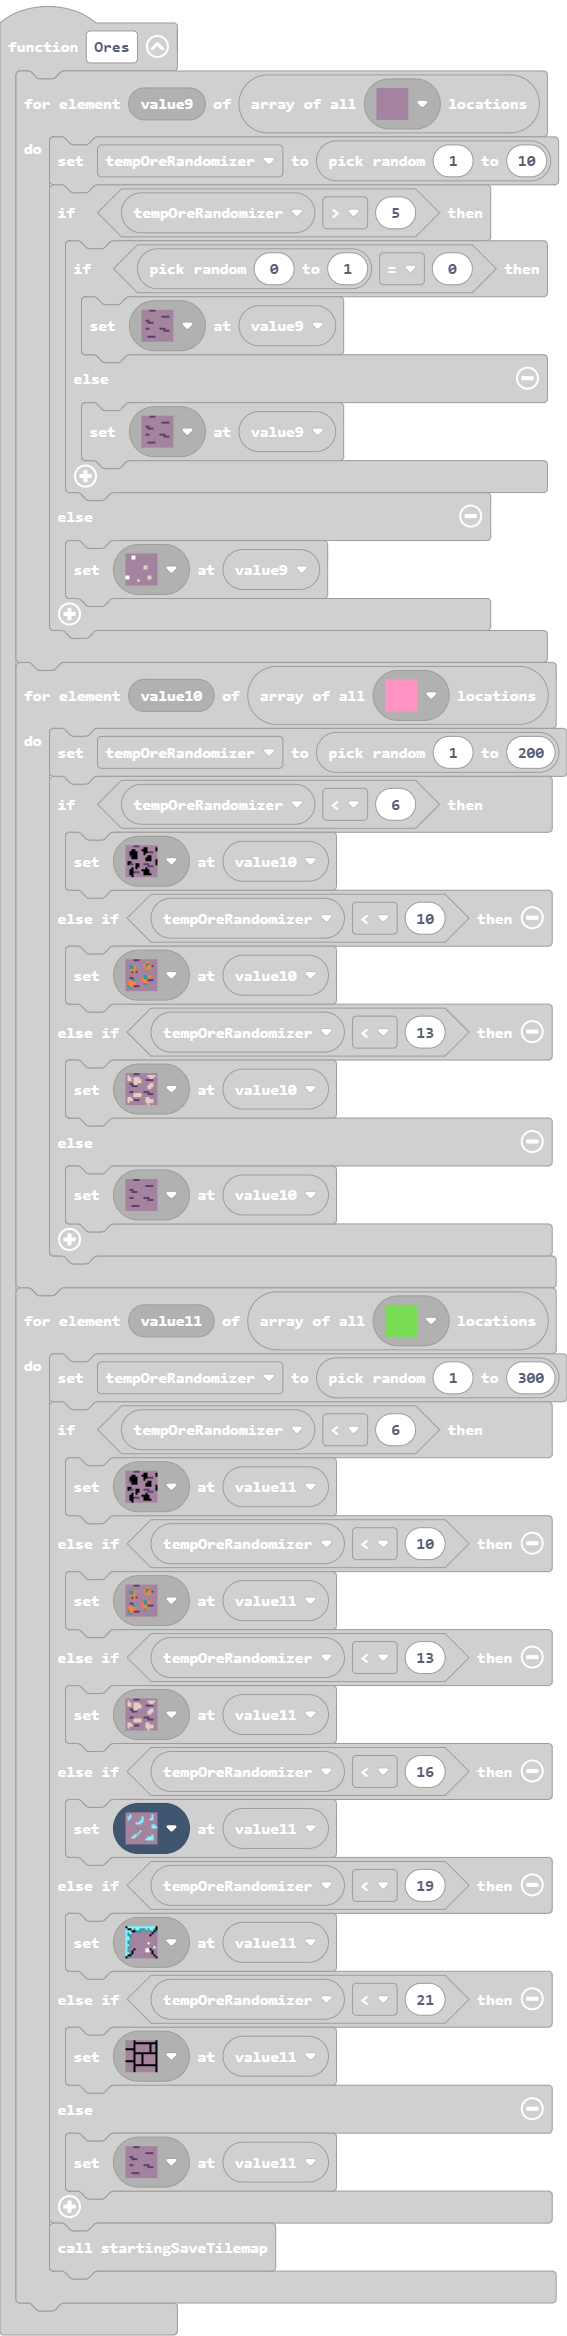 function Ores
for element value9 of array of all locations
do
set tempOreRandomizer to pick random 1 to 10
if tempOreRandomizer > 5 then
if pick random 0 to 1 = 0 then
set at value9
else
set at value9
else
set at value9
for element value10 of array of all locations
do
set tempOreRandomizer to pick random 1 to 200
if tempOreRandomizer < 6 then
set at value10
else if tempOreRandomizer < 10 then
set at value10
else if tempOreRandomizer < 13 then
set at value10
else
set at value10
for element value11 of array of all locations
do
set tempOreRandomizer to pick random 1 to 300
if tempOreRandomizer < 6 then
set at value11
else if tempOreRandomizer < 10 then
set at value11
else if tempOreRandomizer < 13 then
set at value11
else if tempOreRandomizer < 16 then
set at value11
else if tempOreRandomizer < 19 then
set at value11
else if tempOreRandomizer < 21 then
set at value11
else
set at value11
call startingSaveTilemap